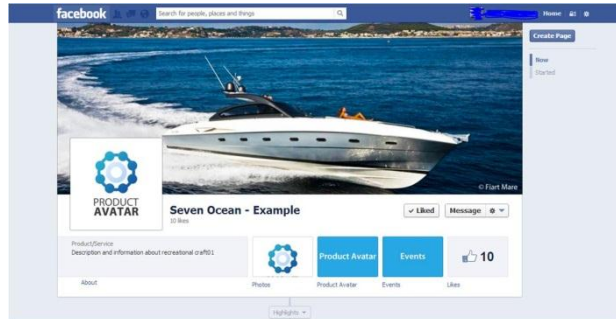 facebook
Search for people, places and things
Home
Create Page
Now
Started
© Fiart Mare
PRODUCT
AVATAR
Seven Ocean - Example
10 likes
✓ Liked
Message
Product/Service
Description and information about recreational craft01
About
Product Avatar
Events
10
Photos
Product Avatar
Events
Likes
Highlights